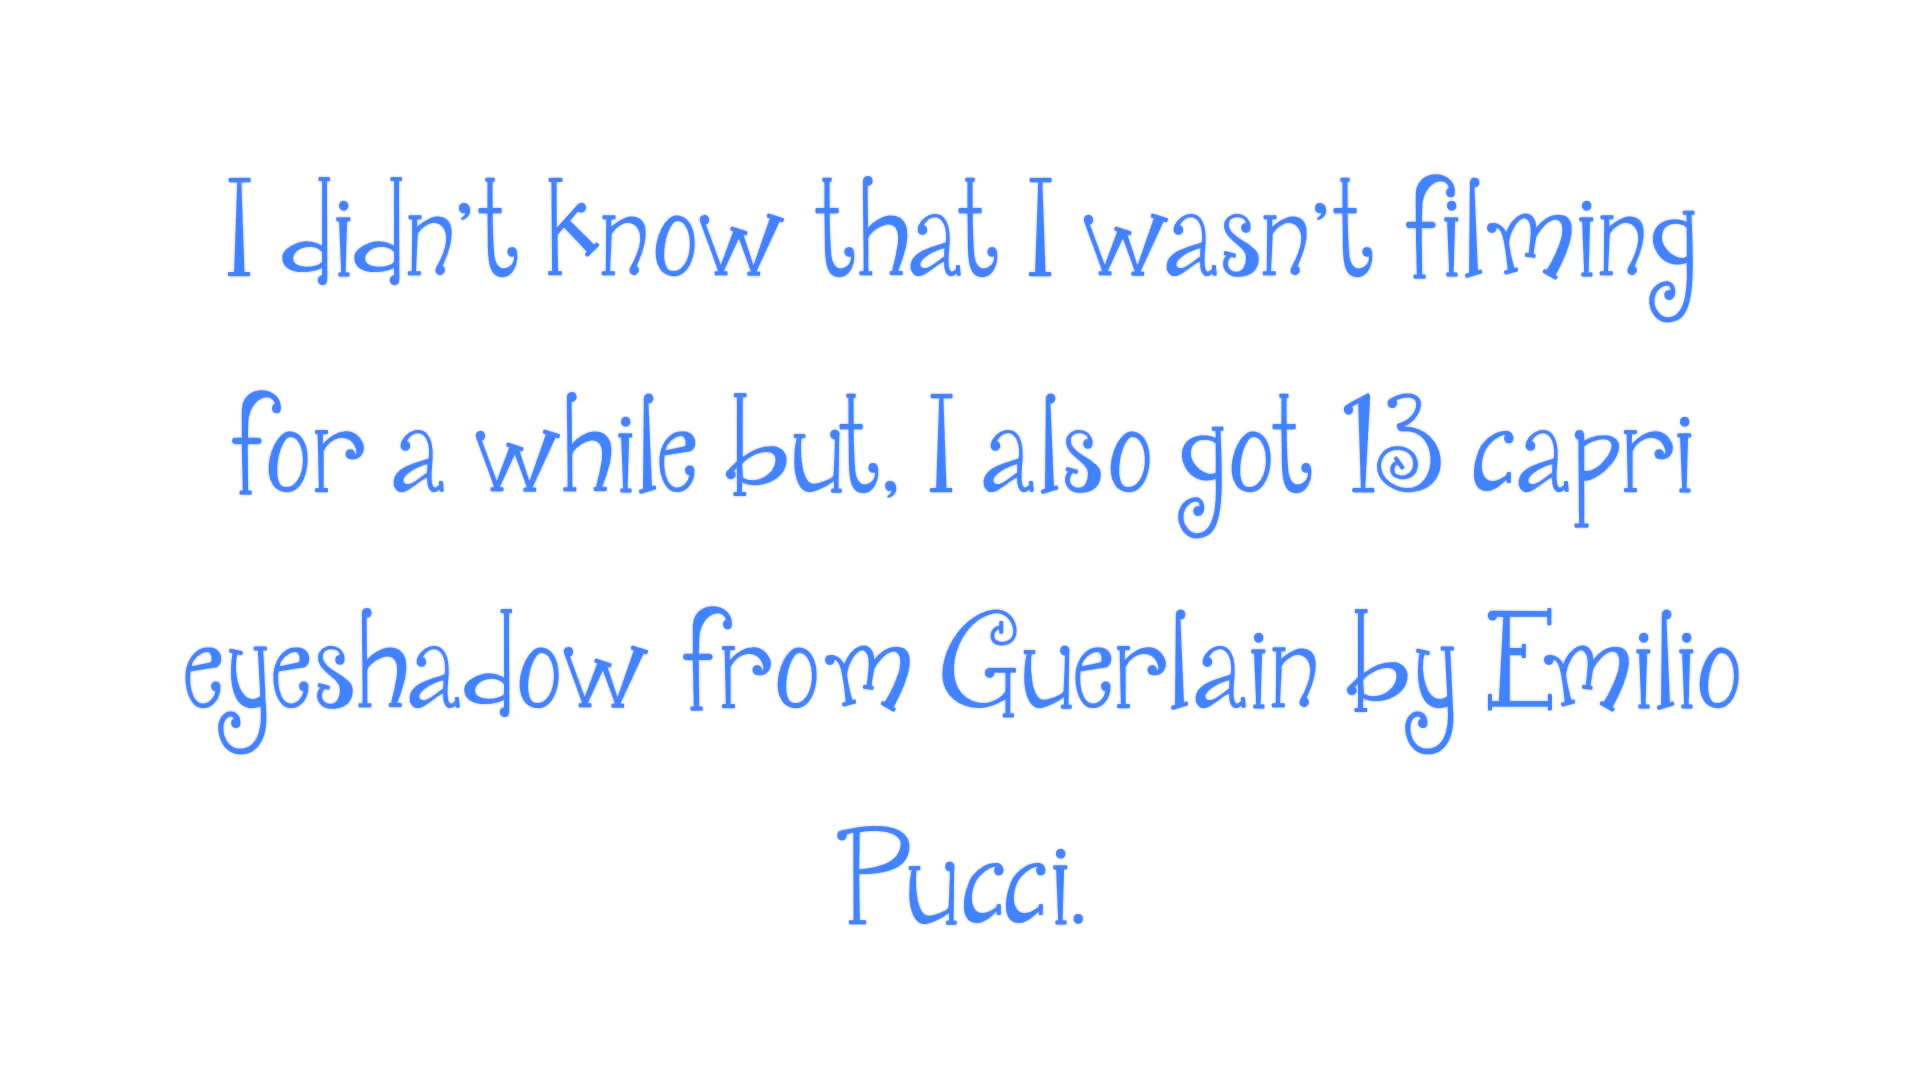 I didn't know that I wasn't filming
for a while but, I also got 13 capri
eyeshadow from Guerlain by Emilio
Pucci.